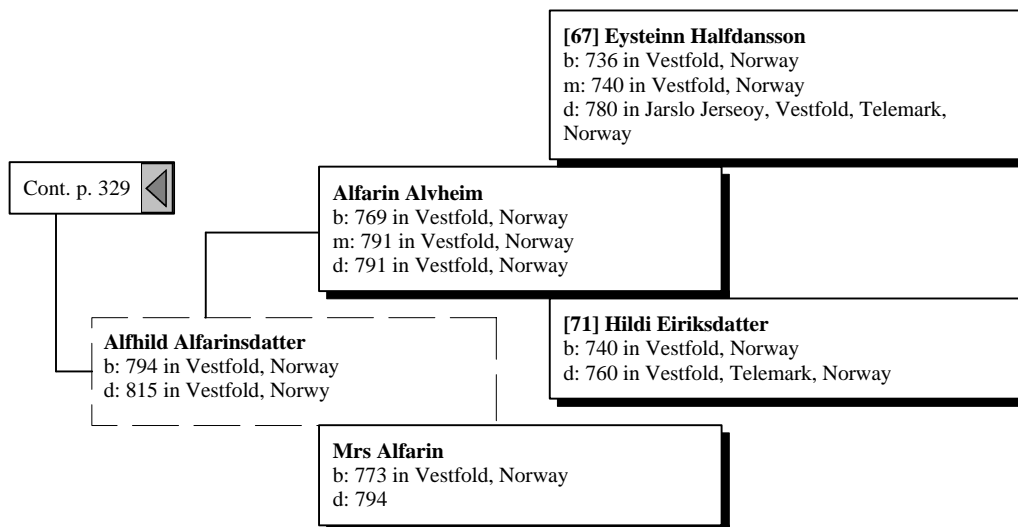 [67] Eysteinn Halfdansson
b: 736 in Vestfold, Norway
m: 740 in Vestfold, Norway
d: 780 in Jarslo Jerseoy, Vestfold, Telemark,
Norway
Cont. p. 329
Alfarin Alvheim
b: 769 in Vestfold, Norway
m: 791 in Vestfold, Norway
d: 791 in Vestfold, Norway
[71] Hildi Eiriksdatter
b: 740 in Vestfold, Norway
d: 760 in Vestfold, Telemark, Norway
Alfhild Alfarinsdatter
b: 794 in Vestfold, Norway
d: 815 in Vestfold, Norwy
Mrs Alfarin
b: 773 in Vestfold, Norway
d: 794